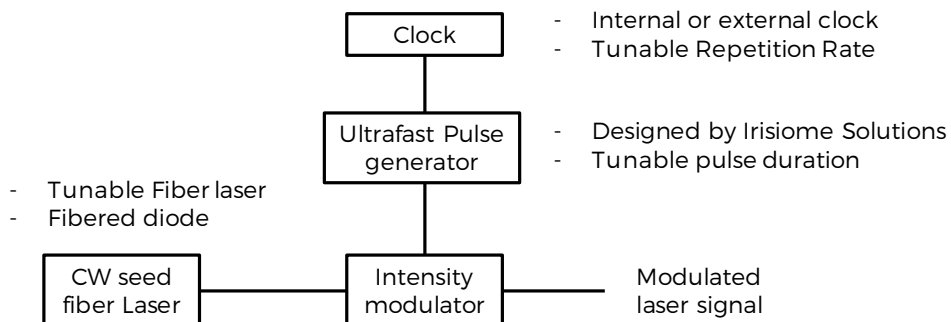 Clock
- Internal or external clock
- Tunable Repetition Rate
Ultrafast Pulse
generator
- Designed by Irisiome Solutions
- Tunable pulse duration
- Tunable Fiber laser
- Fibered diode
CW seed
fiber Laser
Intensity
modulator
Modulated
laser signal